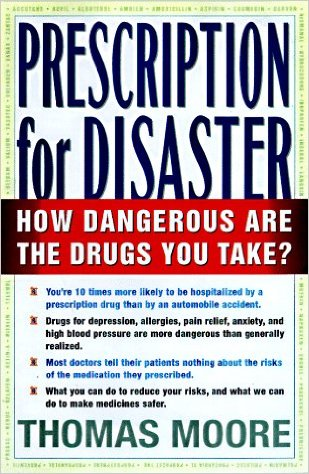 ACCUTANE • ADVIL • ALBUTEROL • AMBIEN • AMOXICILLIN • ASPIRIN • COUMADIN • DARVON
PRESCRIPTION
for DISASTER
HOW DANGEROUS ARE
THE DRUGS YOU TAKE?
You're 10 times more likely to be hospitalized by a
prescription drug than by an automobile accident.
Drugs for depression, allergies, pain relief, anxiety, and
high blood pressure are more dangerous than generally
realized.
Most doctors tell their patients nothing about the risks
of the medication they prescribed.
What you can do to reduce your risks, and what we can
do to make medicines safer.
THOMAS MOORE